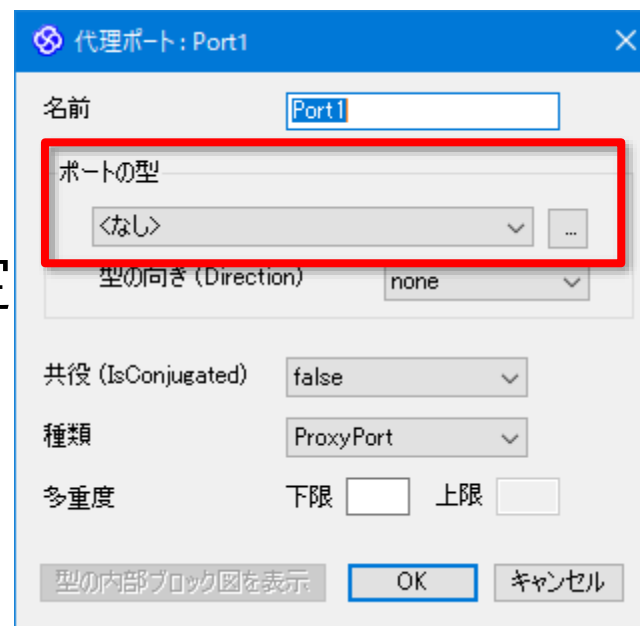 代理ポート : Port1
名前 Port1
ポートの型
<なし> ...
型の向き (Direction) none
共役 (IsConjugated) false
種類 ProxyPort
多重度 下限 上限
型の内部ブロック図を表示 OK キャンセル